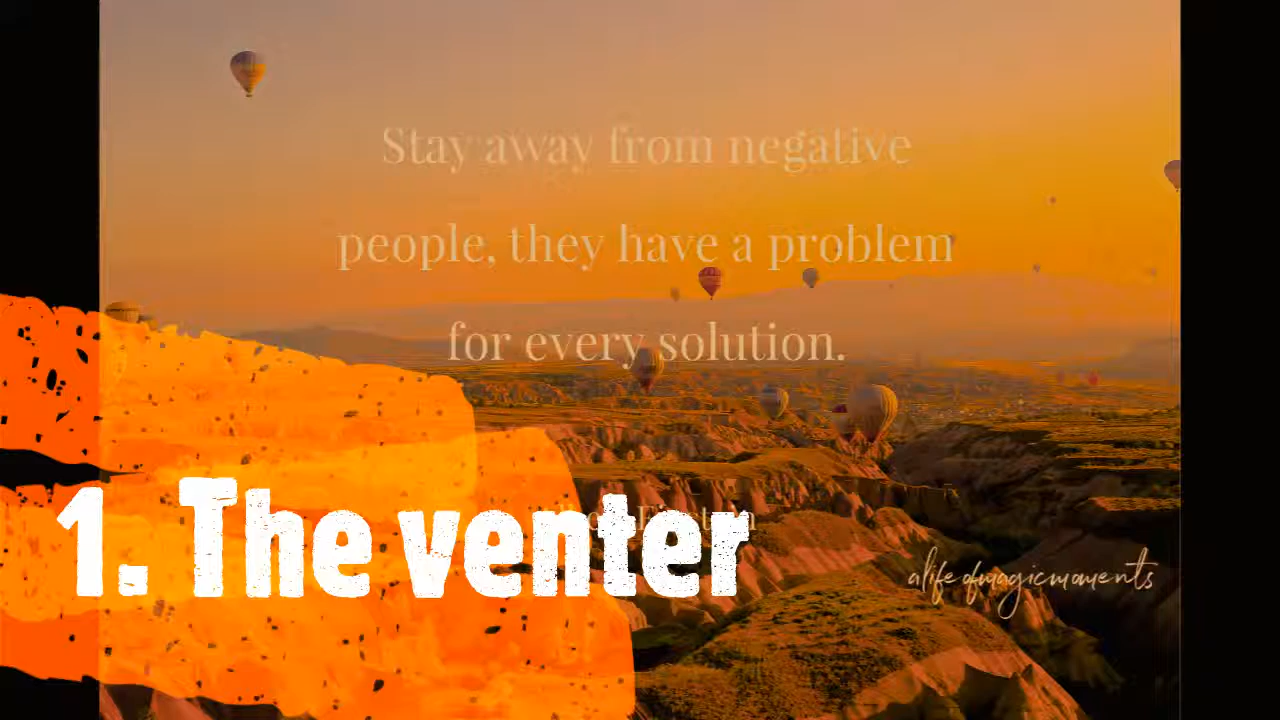 Stay away from negative
people, they have a problem
for every solution.
1. The venter
alifeofmagicmoments